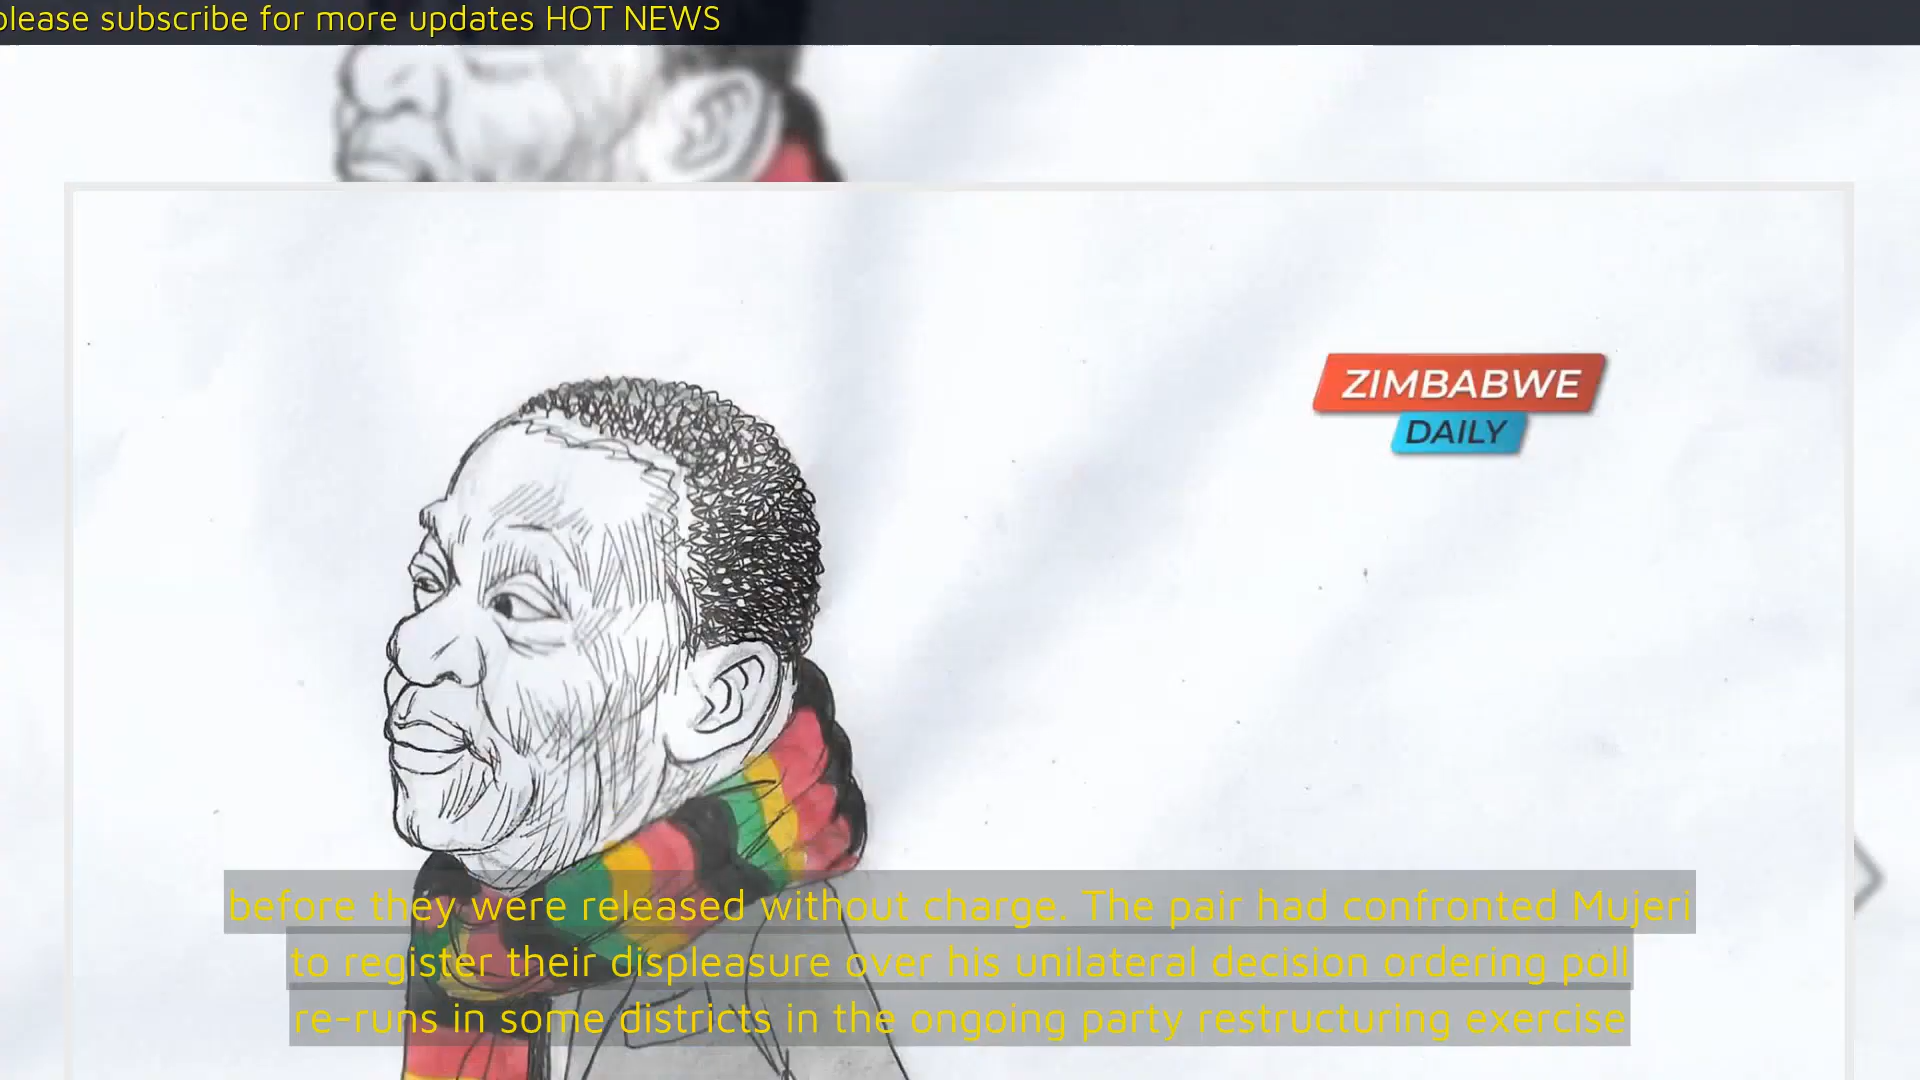 please subscribe for more updates HOT NEWS
ZIMBABWE
DAILY
before they were released without charge. The pair had confronted Mujeri
to register their displeasure over his unilateral decision ordering poll
re-runs in some districts in the ongoing party restructuring exercise